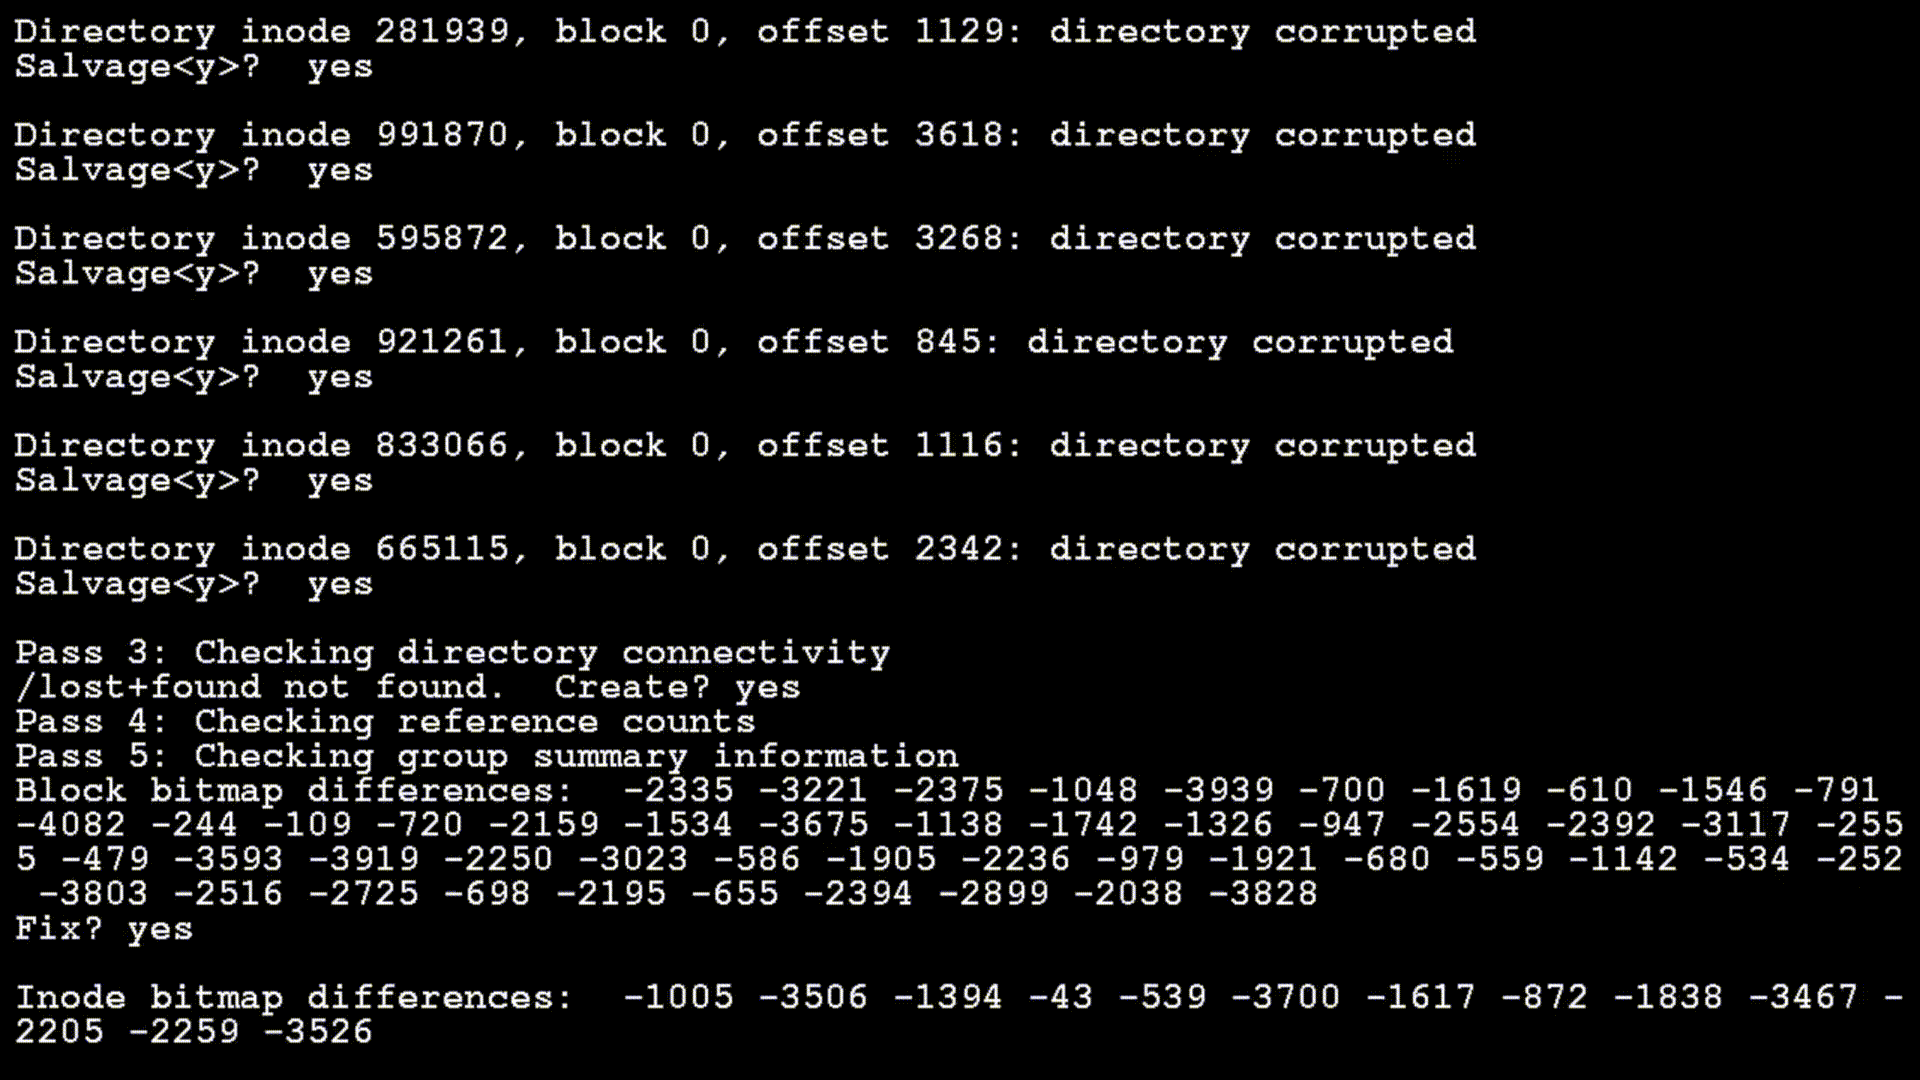 Directory inode 281939, block 0, offset 1129: directory corrupted
Salvage<y>?  yes
Directory inode 991870, block 0, offset 3618: directory corrupted
Salvage<y>?  yes
Directory inode 595872, block 0, offset 3268: directory corrupted
Salvage<y>?  yes
Directory inode 921261, block 0, offset 845: directory corrupted
Salvage<y>?  yes
Directory inode 833066, block 0, offset 1116: directory corrupted
Salvage<y>?  yes
Directory inode 665115, block 0, offset 2342: directory corrupted
Salvage<y>?  yes
Pass 3: Checking directory connectivity
/lost+found not found.  Create? yes
Pass 4: Checking reference counts
Pass 5: Checking group summary information
Block bitmap differences:  -2335 -3221 -2375 -1048 -3939 -700 -1619 -610 -1546 -791
-4082 -244 -109 -720 -2159 -1534 -3675 -1138 -1742 -1326 -947 -2554 -2392 -3117 -255
5 -479 -3593 -3919 -2250 -3023 -586 -1905 -2236 -979 -1921 -680 -559 -1142 -534 -252
-3803 -2516 -2725 -698 -2195 -655 -2394 -2899 -2038 -3828
Fix? yes
Inode bitmap differences:  -1005 -3506 -1394 -43 -539 -3700 -1617 -872 -1838 -3467 -
2205 -2259 -3526